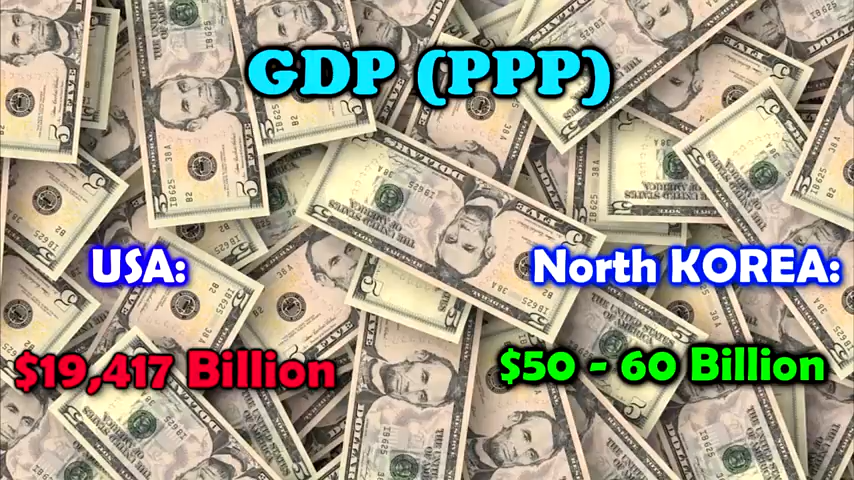 GDP (PPP)
USA:
North KOREA:
$19,417 Billion
$50 - 60 Billion